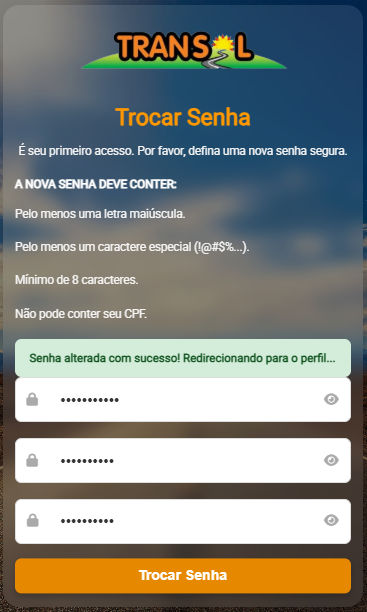 TRANSOL
Trocar Senha
É seu primeiro acesso. Por favor, defina uma nova senha segura.
A NOVA SENHA DEVE CONTER:
Pelo menos uma letra maiúscula.
Pelo menos um caractere especial (!@#$%...).
Mínimo de 8 caracteres.
Não pode conter seu CPF.
Senha alterada com sucesso! Redirecionando para o perfil...
•••••••••••
••••••••••
••••••••••
Trocar Senha